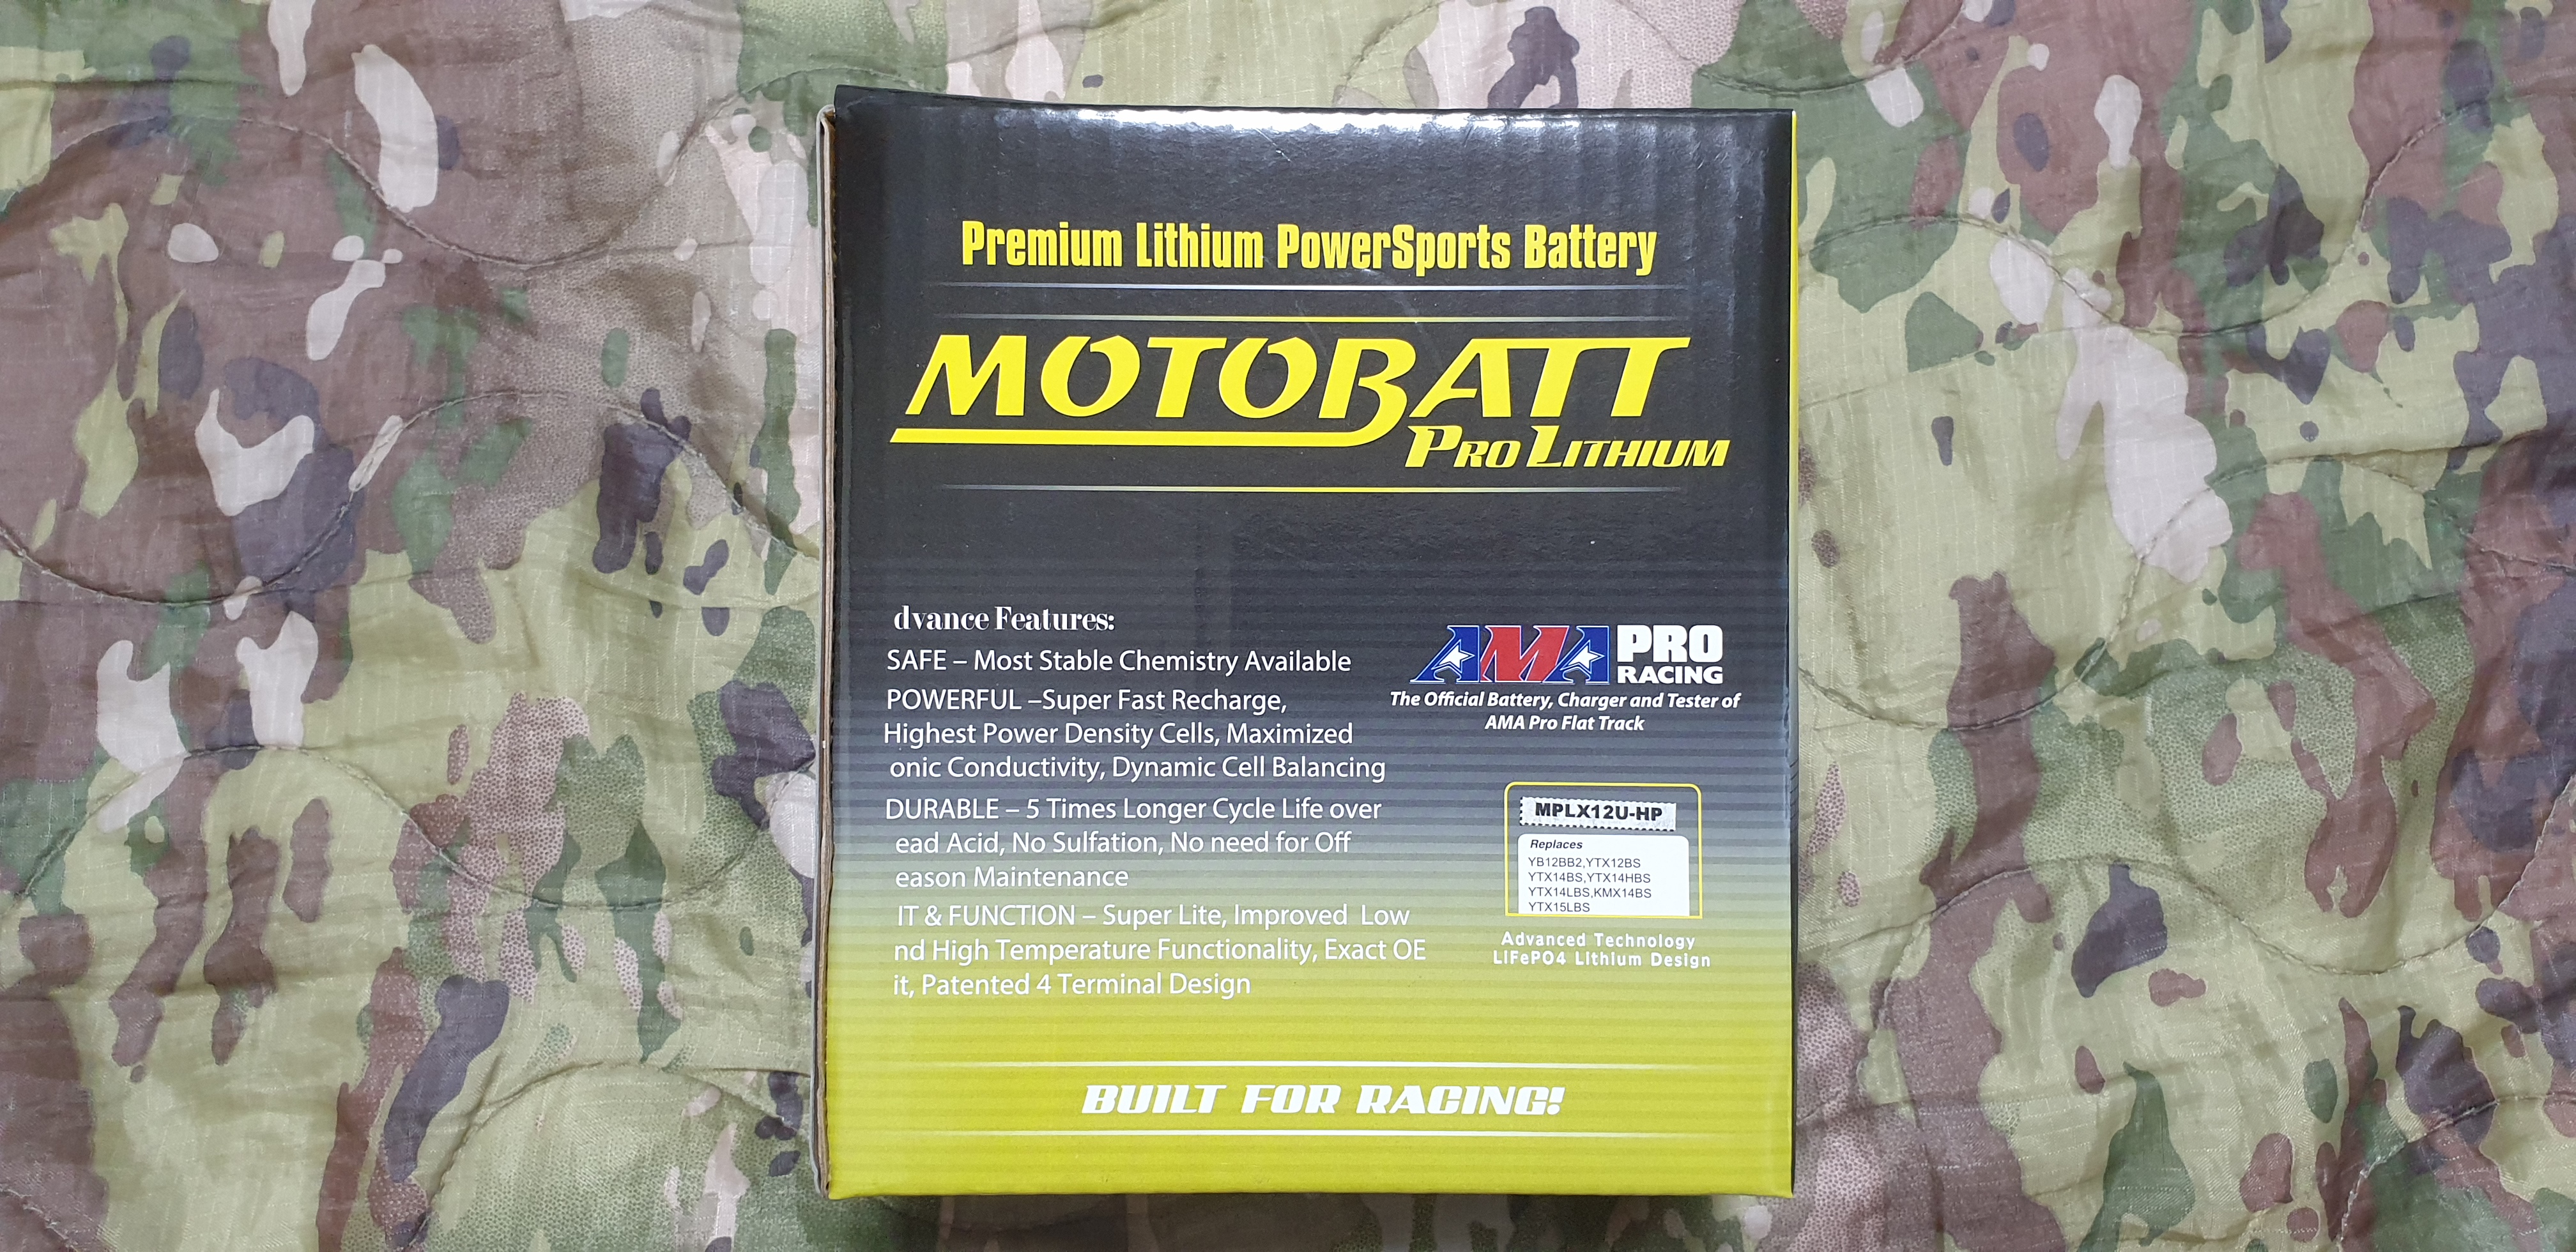 Premium Lithium PowerSports Battery
MOTOBATT
PRO LITHIUM
dvance Features:
SAFE – Most Stable Chemistry Available
POWERFUL –Super Fast Recharge,
Highest Power Density Cells, Maximized
onic Conductivity, Dynamic Cell Balancing
DURABLE – 5 Times Longer Cycle Life over
ead Acid, No Sulfation, No need for Off
eason Maintenance
IT & FUNCTION – Super Lite, Improved Low
nd High Temperature Functionality, Exact OE
it, Patented 4 Terminal Design
AMA PRO
RACING
The Official Battery, Charger and Tester of
AMA Pro Flat Track
MPLX12U-HP
Replaces
YB12BB2,YTX12BS
YTX14BS,YTX14HBS
YTX14LBS,KMX14BS
YTX15LBS
Advanced Technology
LiFePO4 Lithium Design
BUILT FOR RACING!